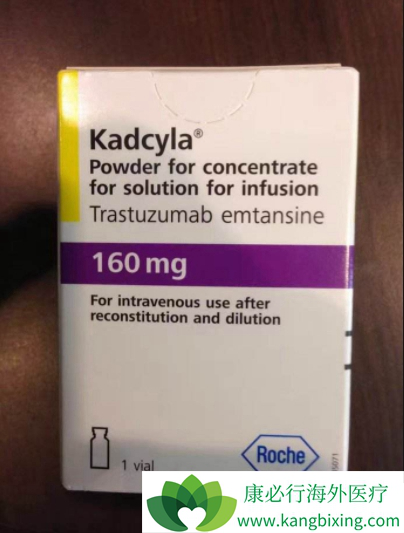 Kadcyla®
Powder for concentrate
for solution for infusion
Trastuzumab emtansine
160 mg
For intravenous use after
reconstitution and dilution
1 vial
Roche
康必行海外医疗
www.kangbixing.com